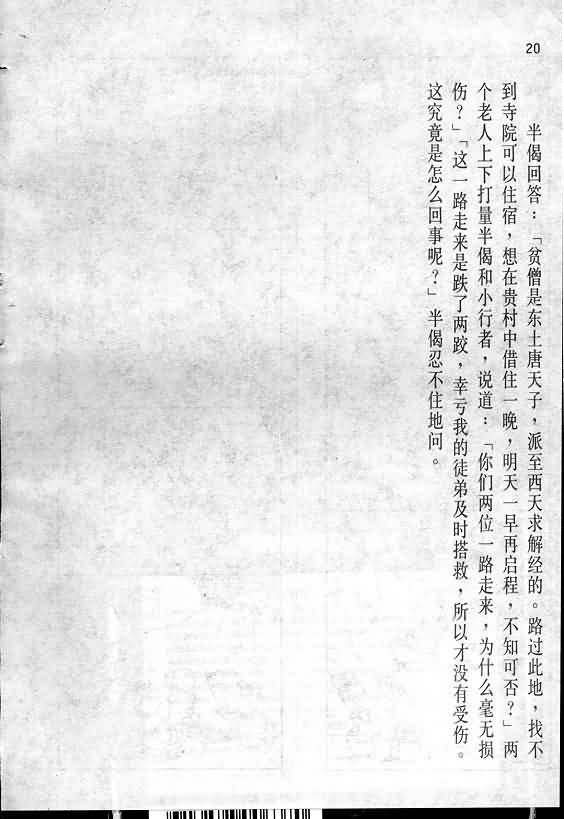 20
半偈回答：「贫僧是东土唐天子，派至西天求解经的。路过此地，找不
到寺院可以住宿，想在贵村中借住一晚，明天一早再启程，不知可否？」两
个老人上下打量半偈和小行者，说道：「你们两位一路走来，为什么毫无损
伤？」「这一路走来是跌了两跤，幸亏我的徒弟及时搭救，所以才没有受伤。
这究竟是怎么回事呢？」半偈忍不住地问。